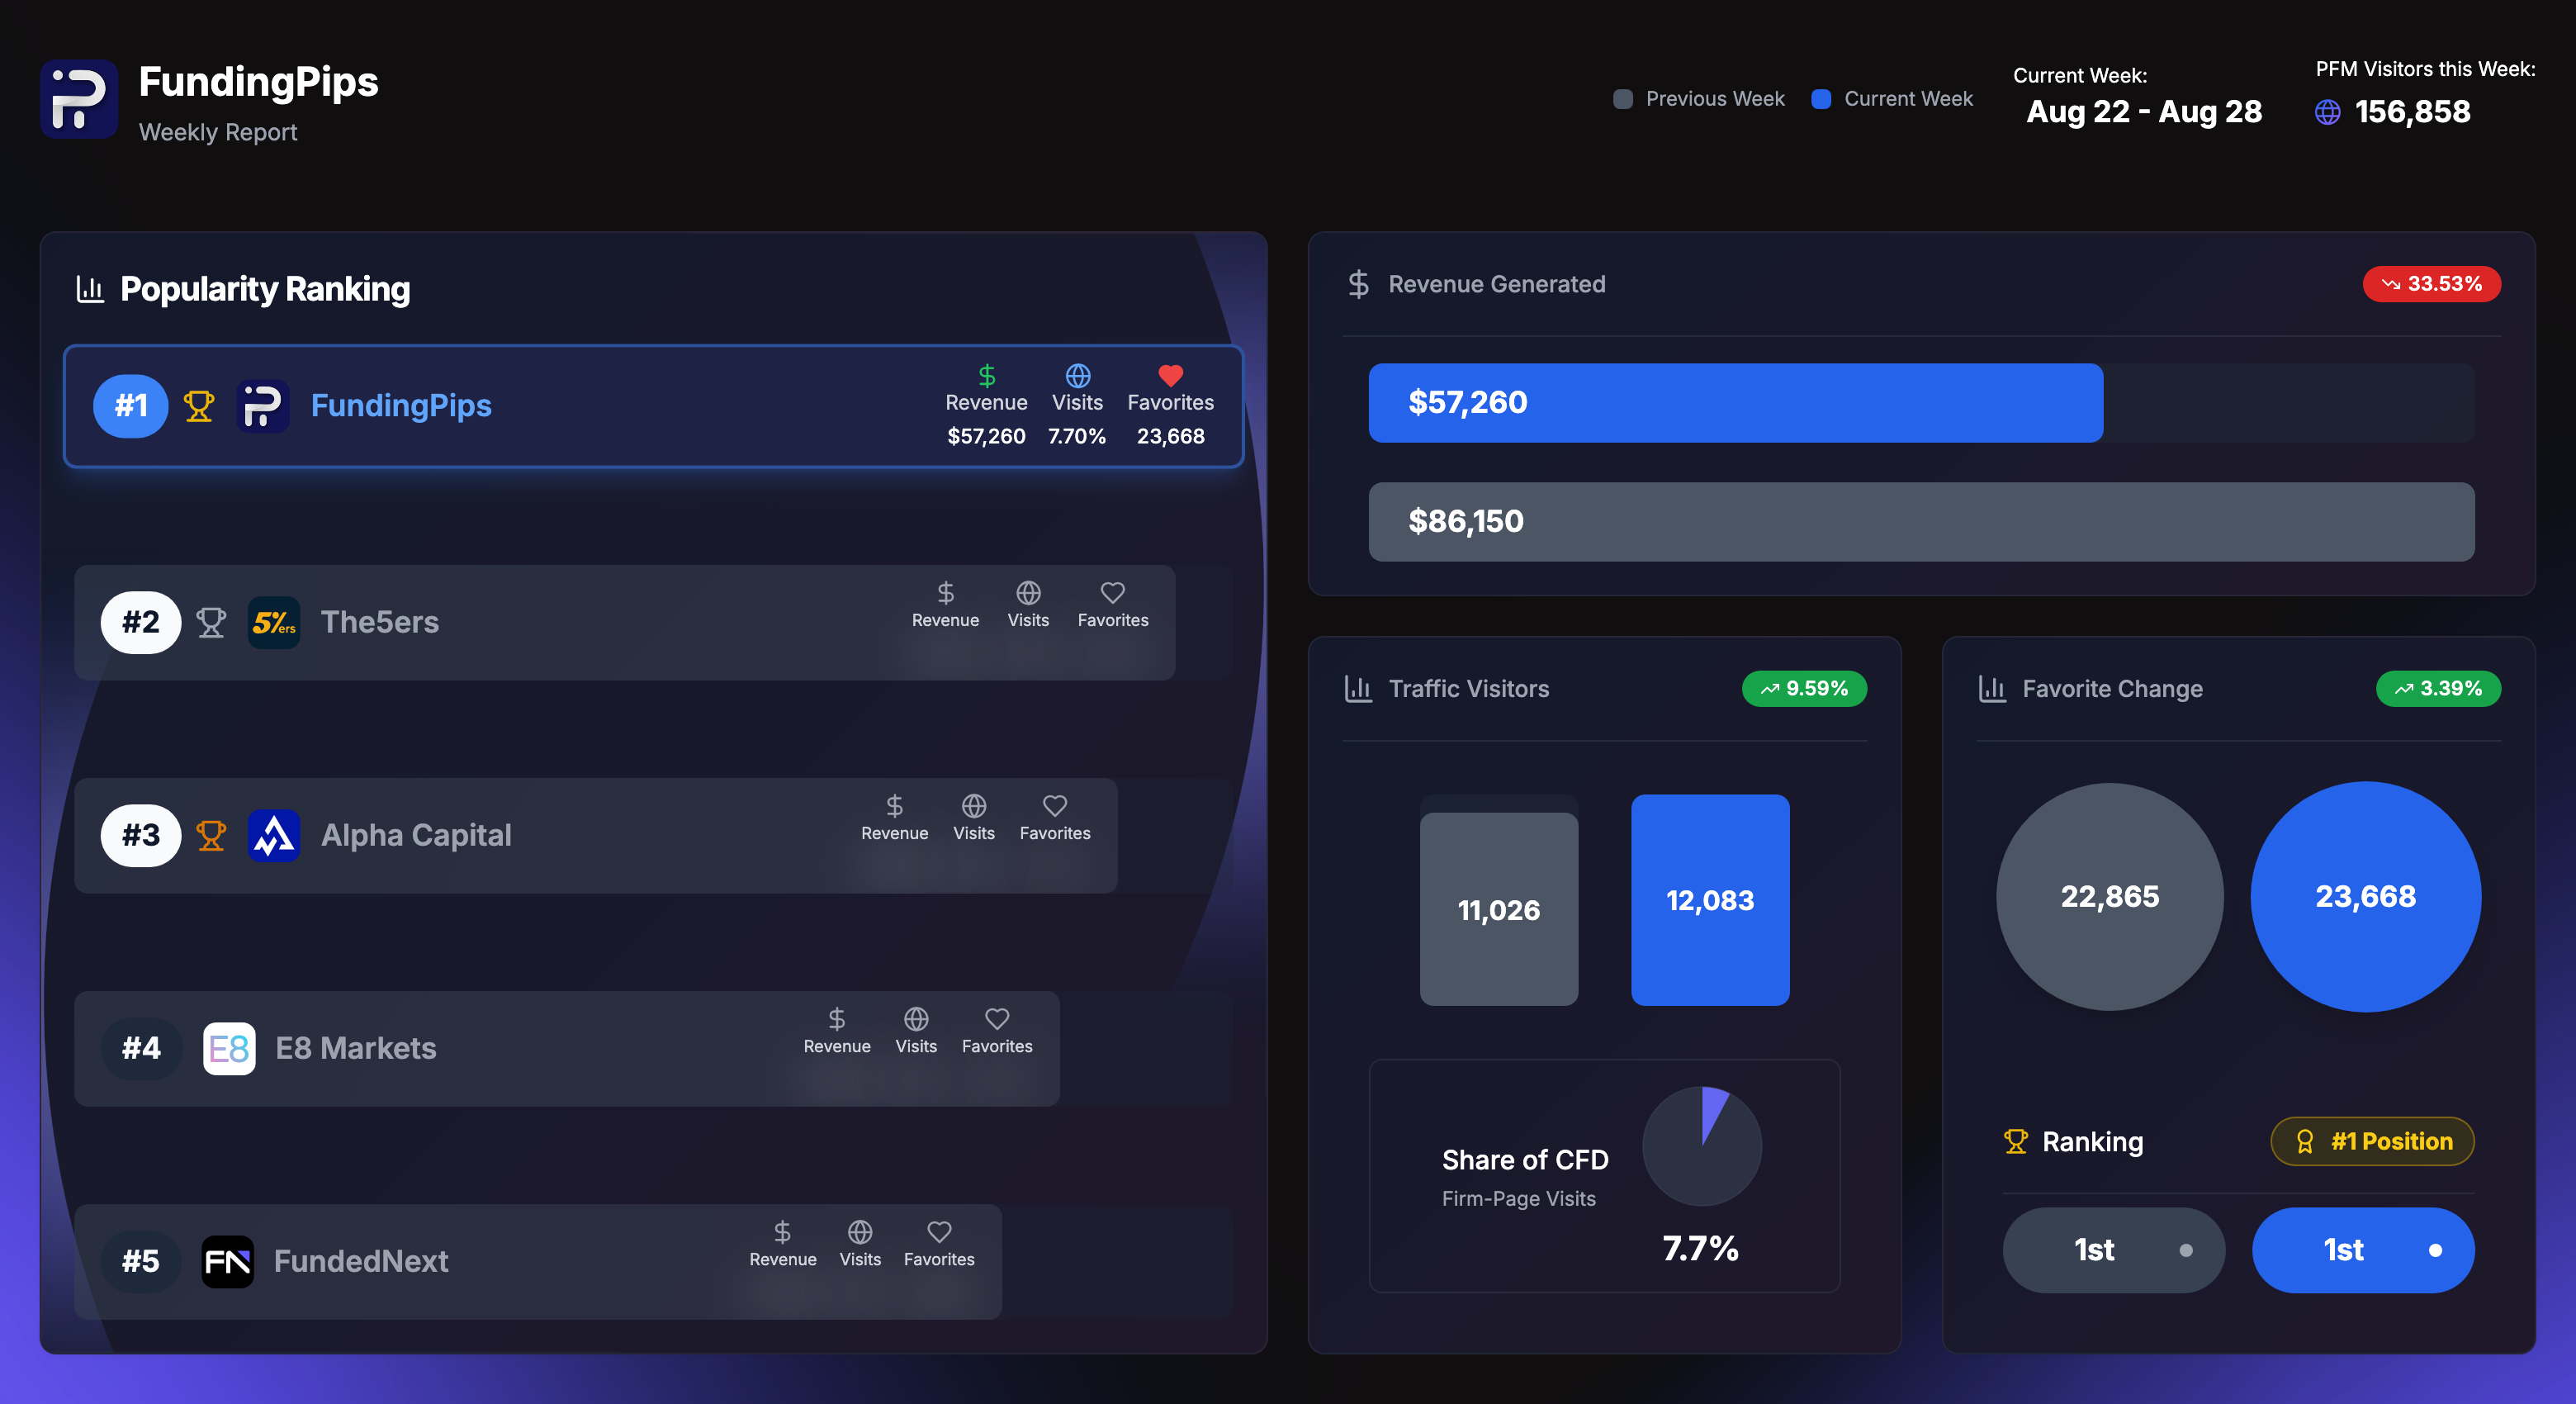 FundingPips
Weekly Report
Previous Week
Current Week
Current Week:
Aug 22 - Aug 28
PFM Visitors this Week:
156,858
Popularity Ranking
#1
FundingPips
Revenue
Visits
Favorites
$57,260
7.70%
23,668
#2
5%ers
The5ers
Revenue
Visits
Favorites
#3
Alpha Capital
Revenue
Visits
Favorites
#4
E8
E8 Markets
Revenue
Visits
Favorites
#5
FN
FundedNext
Revenue
Visits
Favorites
Revenue Generated
33.53%
$57,260
$86,150
Traffic Visitors
9.59%
11,026
12,083
Share of CFD
Firm-Page Visits
7.7%
Favorite Change
3.39%
22,865
23,668
Ranking
#1 Position
1st
1st